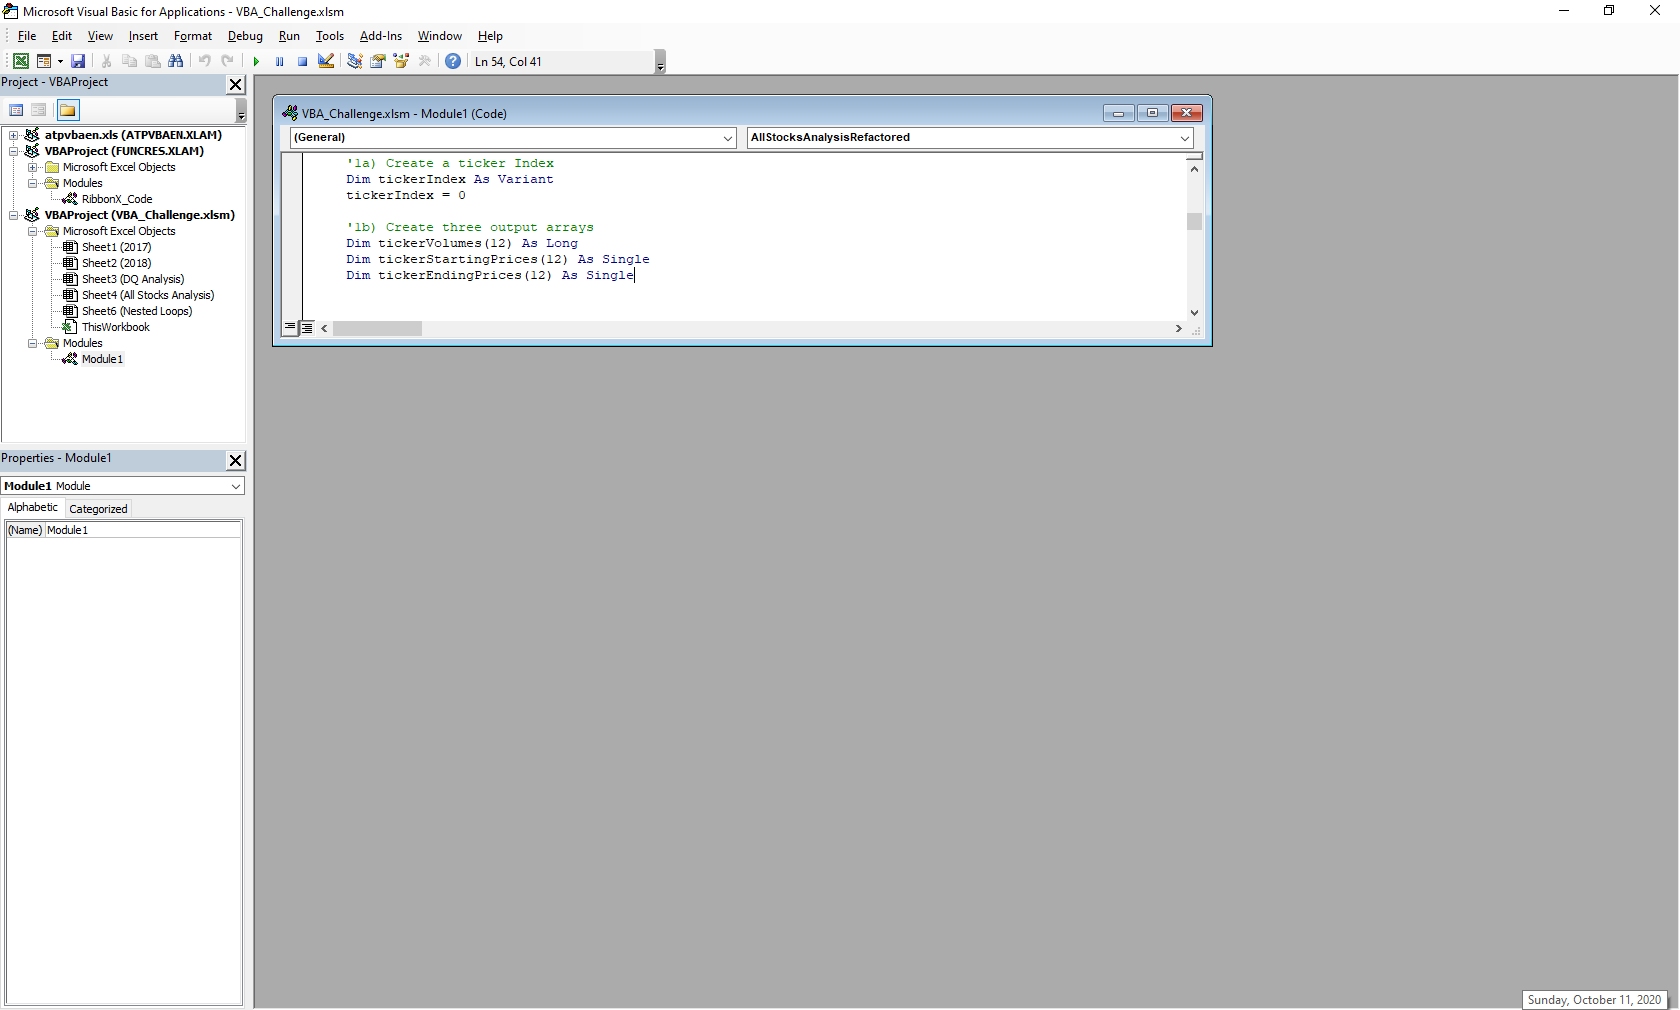 Microsoft Visual Basic for Applications - VBA_Challenge.xlsm
File Edit View Insert Format Debug Run Tools Add-Ins Window Help
Ln 54, Col 41
Project - VBAProject
atpvbaen.xls (ATPVBAEN.XLAM)
VBAProject (FUNCRES.XLAM)
Microsoft Excel Objects
Modules
RibbonX_Code
VBAProject (VBA_Challenge.xlsm)
Microsoft Excel Objects
Sheet1 (2017)
Sheet2 (2018)
Sheet3 (DQ Analysis)
Sheet4 (All Stocks Analysis)
Sheet6 (Nested Loops)
ThisWorkbook
Modules
Module1
Properties - Module1
Module1 Module
Alphabetic Categorized
(Name) Module1
VBA_Challenge.xlsm - Module1 (Code)
(General) AllStocksAnalysisRefactored
'1a) Create a ticker Index
Dim tickerIndex As Variant
tickerIndex = 0
'1b) Create three output arrays
Dim tickerVolumes(12) As Long
Dim tickerStartingPrices(12) As Single
Dim tickerEndingPrices(12) As Single
Sunday, October 11, 2020